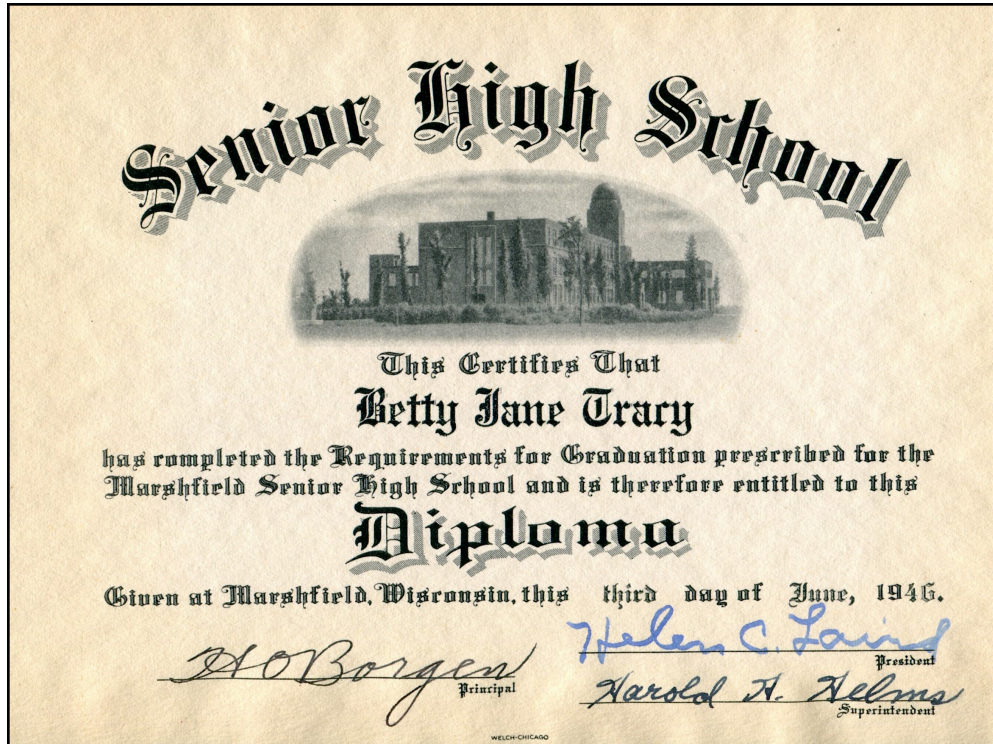 Senior High School
This Certifies That
Betty Jane Tracy
has completed the Requirements for Graduation prescribed for the
Marshfield Senior High School and is therefore entitled to this
Diploma
Given at Marshfield, Wisconsin, this third day of June, 1946.
H O Borgen
Principal
Helen C. Laird
President
Harold A. Helms
Superintendent
WELCH-CHICAGO